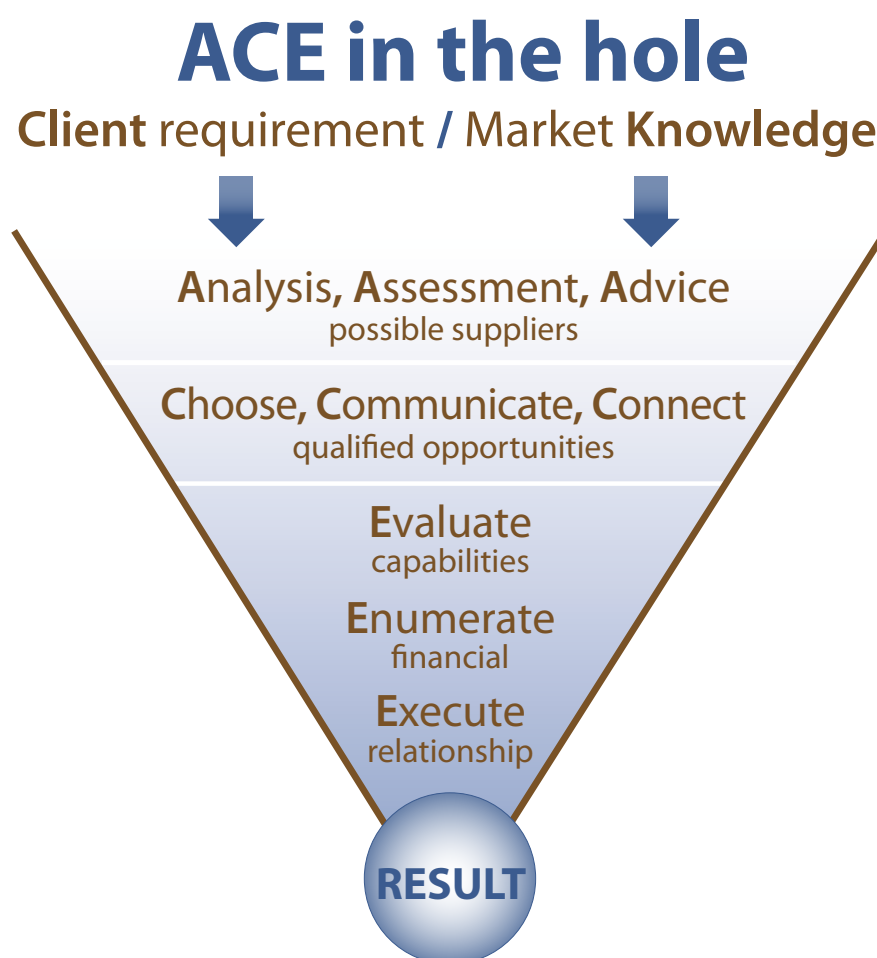 ACE in the hole
Client requirement / Market Knowledge
Analysis, Assessment, Advice
possible suppliers
Choose, Communicate, Connect
qualified opportunities
Evaluate
capabilities
Enumerate
financial
Execute
relationship
RESULT